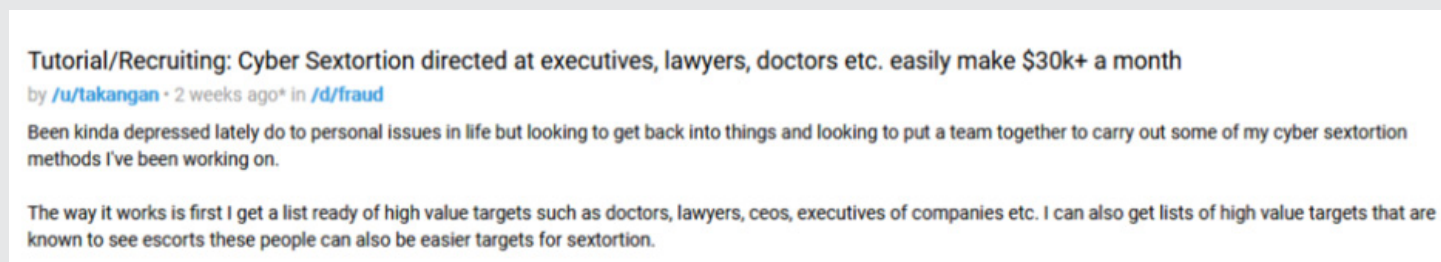 Tutorial/Recruiting: Cyber Sextortion directed at executives, lawyers, doctors etc. easily make $30k+ a month
by /u/takangan • 2 weeks ago* in /d/fraud
Been kinda depressed lately do to personal issues in life but looking to get back into things and looking to put a team together to carry out some of my cyber sextortion
methods I've been working on.
The way it works is first I get a list ready of high value targets such as doctors, lawyers, ceos, executives of companies etc. I can also get lists of high value targets that are
known to see escorts these people can also be easier targets for sextortion.